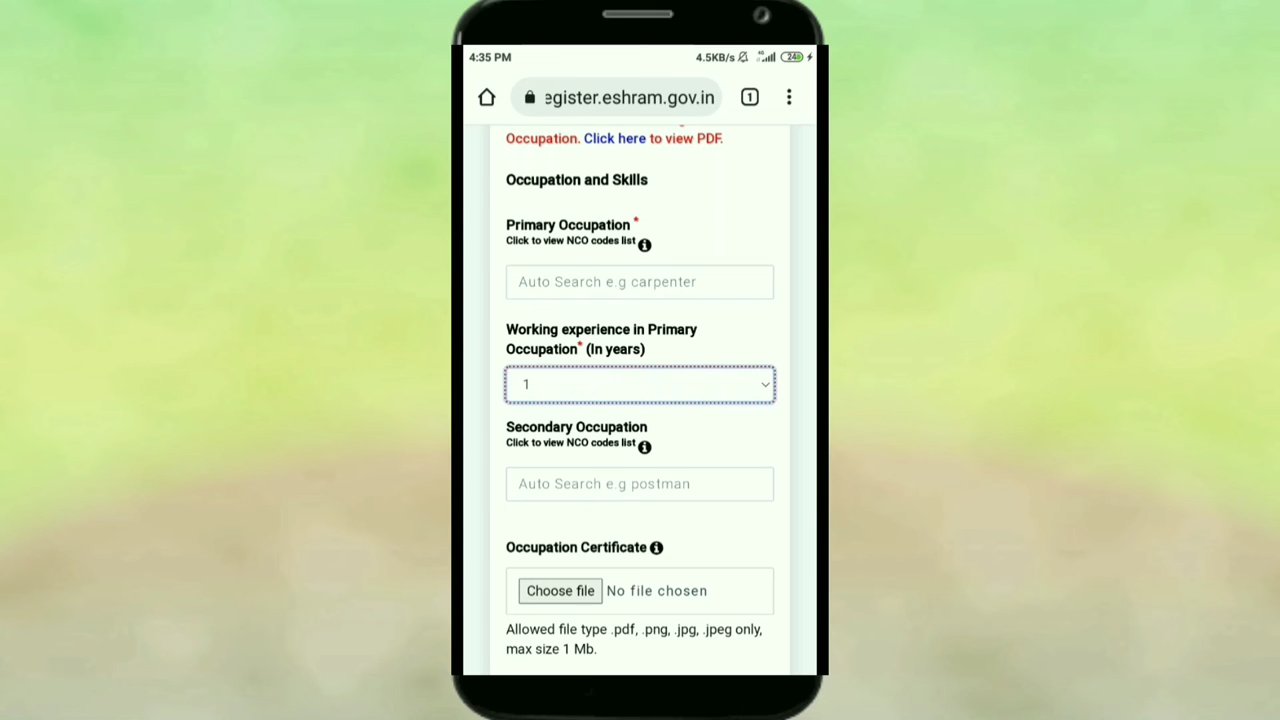 4:35 PM 4.5KB/s 4G 24
egister.eshram.gov.in 1
Occupation. Click here to view PDF.
Occupation and Skills
Primary Occupation *
Click to view NCO codes list
Auto Search e.g carpenter
Working experience in Primary
Occupation* (In years)
1
Secondary Occupation
Click to view NCO codes list
Auto Search e.g postman
Occupation Certificate
Choose file No file chosen
Allowed file type .pdf, .png, .jpg, .jpeg only,
max size 1 Mb.